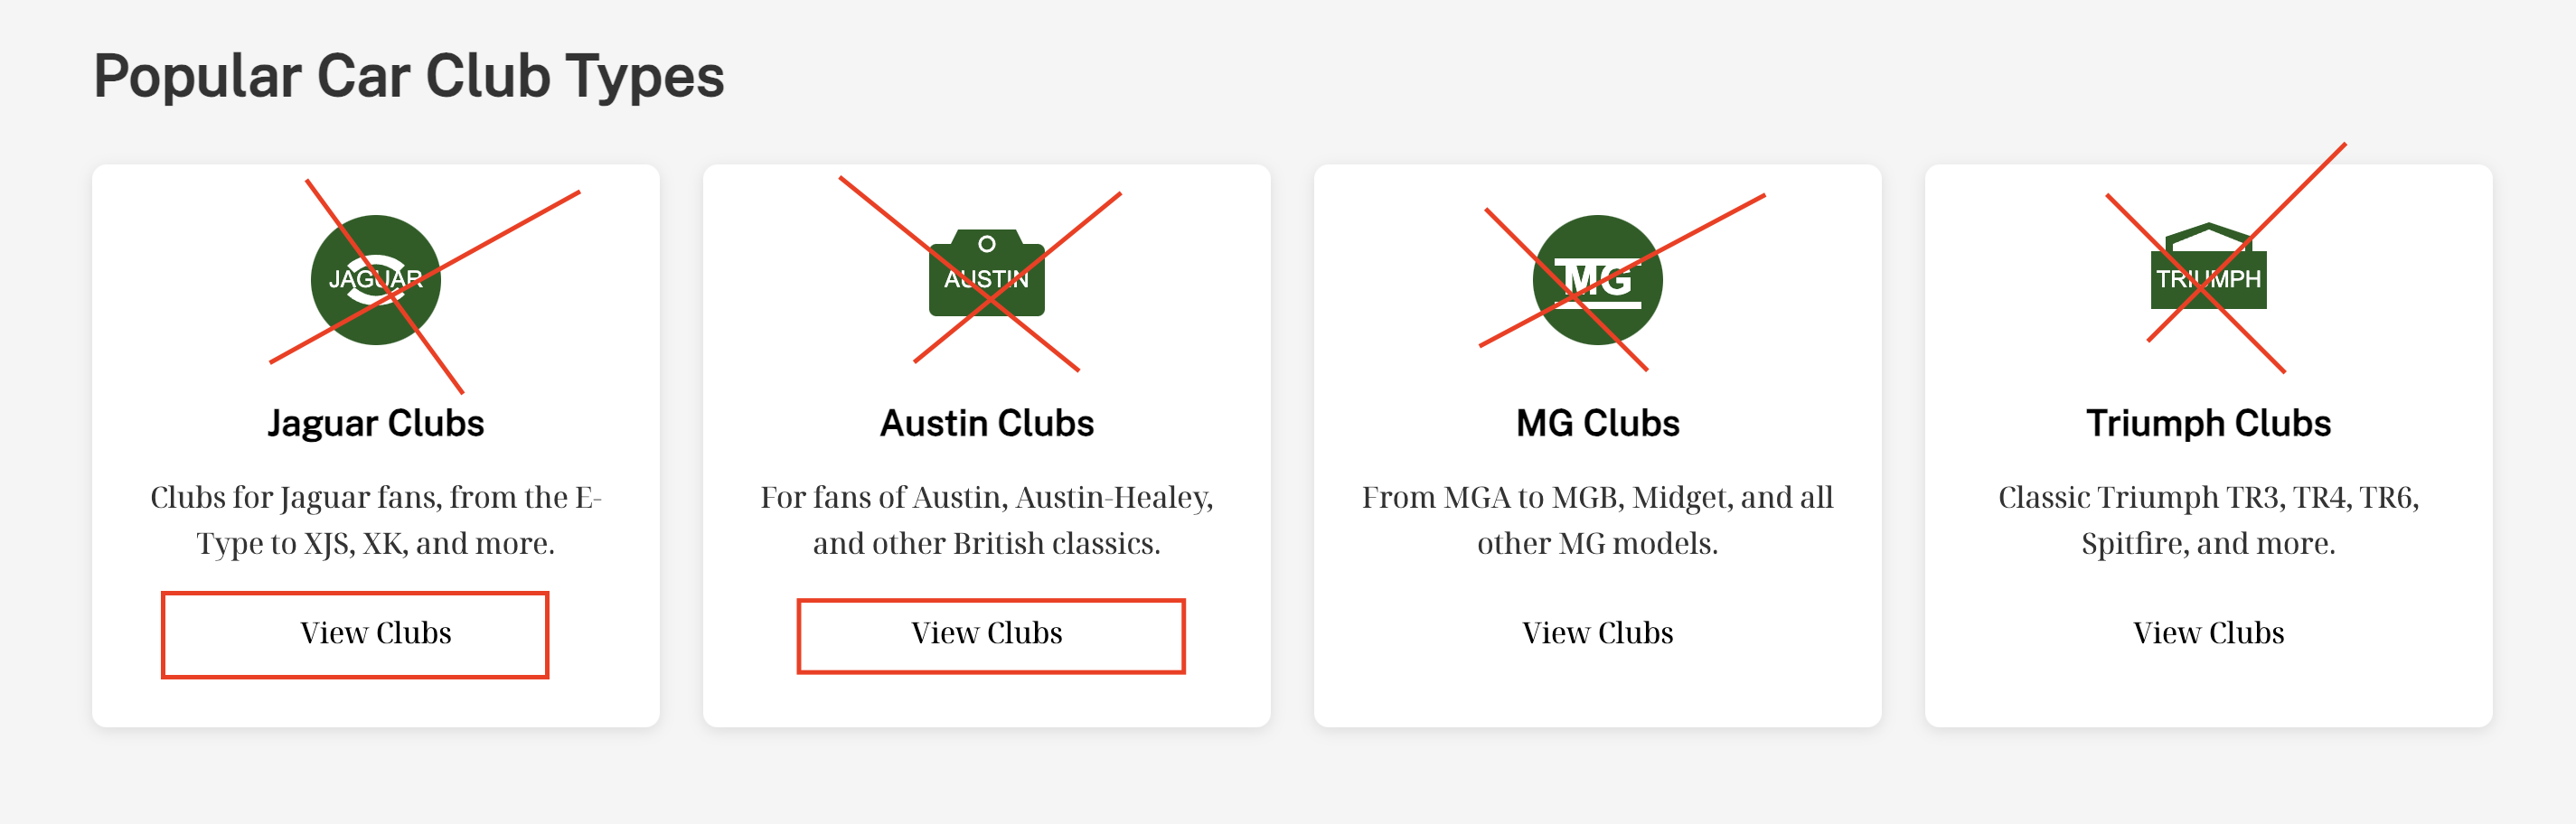 Popular Car Club Types
JAGUAR
Jaguar Clubs
Clubs for Jaguar fans, from the E-
Type to XJS, XK, and more.
View Clubs
AUSTIN
Austin Clubs
For fans of Austin, Austin-Healey,
and other British classics.
View Clubs
MG
MG Clubs
From MGA to MGB, Midget, and all
other MG models.
View Clubs
TRIUMPH
Triumph Clubs
Classic Triumph TR3, TR4, TR6,
Spitfire, and more.
View Clubs